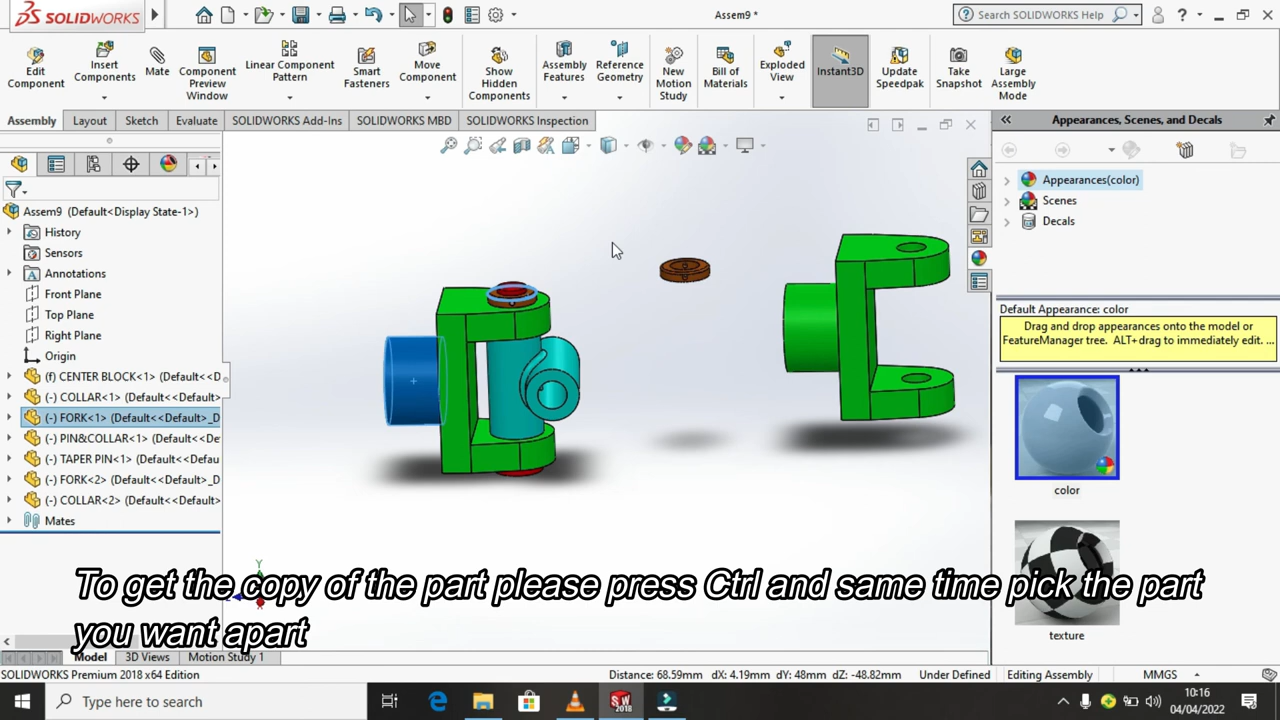 SOLIDWORKS
Assem9 *
Search SOLIDWORKS Help
Edit Component
Insert Components
Mate
Component Preview Window
Linear Component Pattern
Smart Fasteners
Move Component
Show Hidden Components
Assembly Features
Reference Geometry
New Motion Study
Bill of Materials
Exploded View
Instant3D
Update Speedpak
Take Snapshot
Large Assembly Mode
Assembly
Layout
Sketch
Evaluate
SOLIDWORKS Add-Ins
SOLIDWORKS MBD
SOLIDWORKS Inspection
Appearances, Scenes, and Decals
Appearances(color)
Scenes
Decals
Assem9 (Default<Display State-1>)
History
Sensors
Annotations
Front Plane
Top Plane
Right Plane
Origin
(f) CENTER BLOCK<1> (Default<<D
(-) COLLAR<1> (Default<<Default>
(-) FORK<1> (Default<<Default>_D
(-) PIN&COLLAR<1> (Default<<De
(-) TAPER PIN<1> (Default<<Defau
(-) FORK<2> (Default<<Default>_D
(-) COLLAR<2> (Default<<Default>
Mates
Default Appearance: color
Drag and drop appearances onto the model or
FeatureManager tree. ALT+drag to immediately edit. ...
color
texture
Y
To get the copy of the part please press Ctrl and same time pick the part
you want apart
Model
3D Views
Motion Study 1
SOLIDWORKS Premium 2018 x64 Edition
Distance: 68.59mm dX: 4.19mm dY: 48mm dZ: -48.82mm
Under Defined
Editing Assembly
MMGS
Type here to search
SW
2018
10:16
04/04/2022